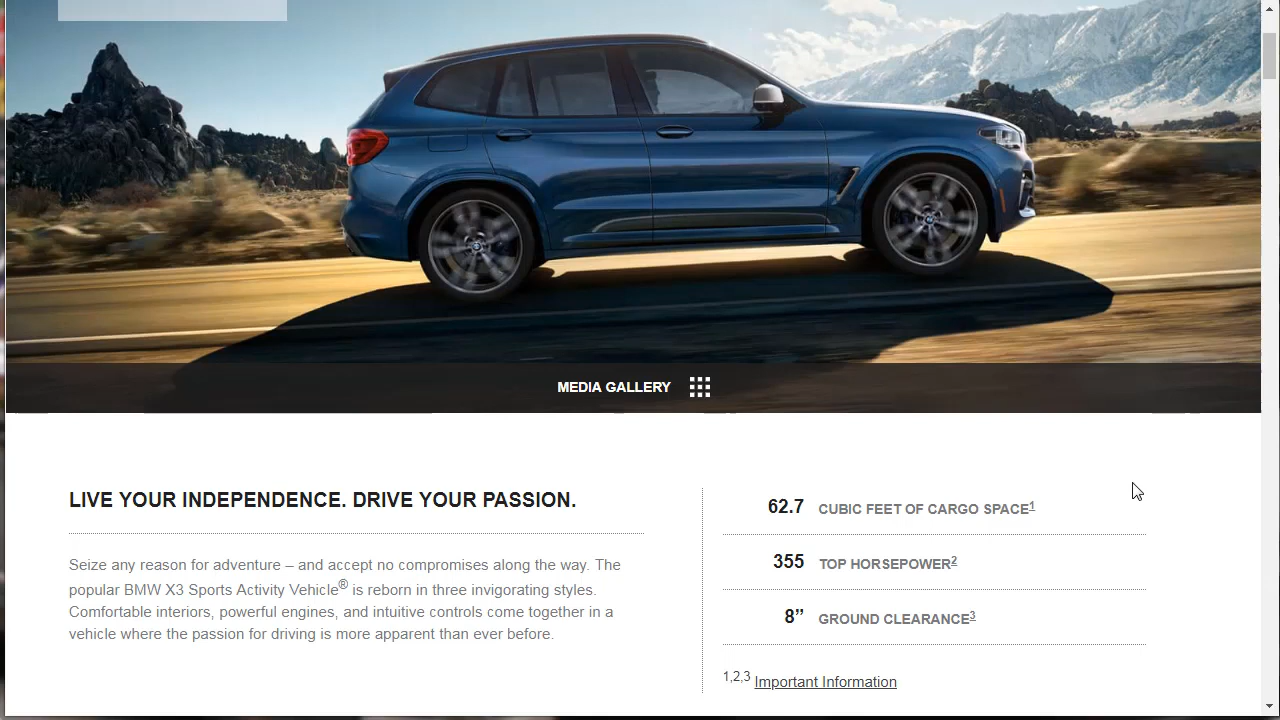 MEDIA GALLERY
LIVE YOUR INDEPENDENCE. DRIVE YOUR PASSION.
Seize any reason for adventure – and accept no compromises along the way. The
popular BMW X3 Sports Activity Vehicle® is reborn in three invigorating styles.
Comfortable interiors, powerful engines, and intuitive controls come together in a
vehicle where the passion for driving is more apparent than ever before.
62.7 CUBIC FEET OF CARGO SPACE1
355 TOP HORSEPOWER2
8” GROUND CLEARANCE3
1,2,3 Important Information